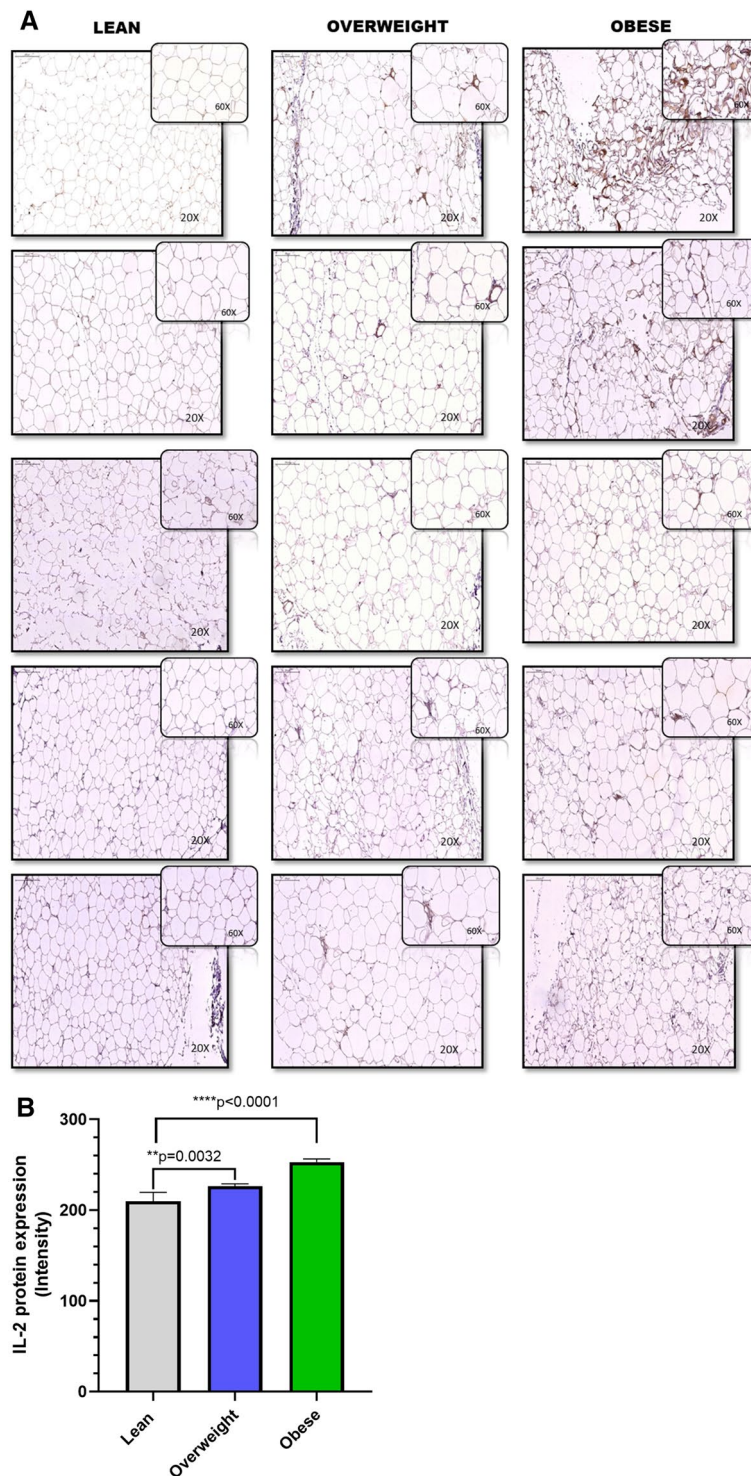 A
LEAN
OVERWEIGHT
OBESE
60X
60X
60X
20X
20X
20X
60X
60X
60X
20X
20X
20X
60X
60X
60X
20X
20X
20X
60X
60X
60X
20X
20X
20X
60X
60X
60X
20X
20X
20X
B
****p<0.0001
**p=0.0032
IL-2 protein expression
(Intensity)
300
200
100
0
Lean
Overweight
Obese